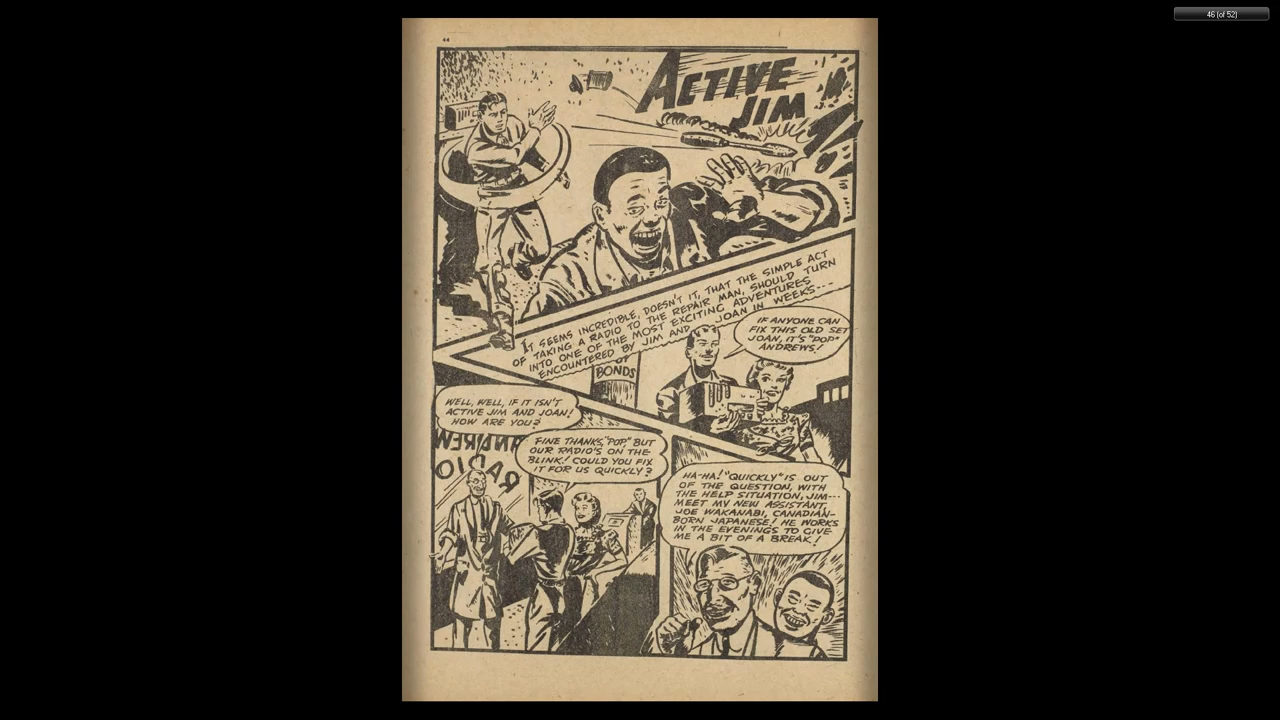 46 (of 52)
44
ACTIVE
JIM
IT SEEMS INCREDIBLE, DOESN'T IT, THAT THE SIMPLE ACT
OF TAKING A RADIO TO THE REPAIR MAN, SHOULD TURN
INTO ONE OF THE MOST EXCITING ADVENTURES
ENCOUNTERED BY JIM AND JOAN IN WEEKS---
IF ANYONE CAN
FIX THIS OLD SET
JOAN, IT'S "POP"
ANDREWS!
BONDS
WELL, WELL, IF IT ISN'T
ACTIVE JIM AND JOAN!
HOW ARE YOU?
FINE THANKS, "POP," BUT
OUR RADIO'S ON THE
BLINK! COULD YOU FIX
IT FOR US QUICKLY?
ANDREW
RADIO
HA-HA! "QUICKLY" IS OUT
OF THE QUESTION, WITH
THE HELP SITUATION, JIM---
MEET MY NEW ASSISTANT,
JOE WAKANABI, CANADIAN-
BORN JAPANESE! HE WORKS
IN THE EVENINGS TO GIVE
ME A BIT OF A BREAK!